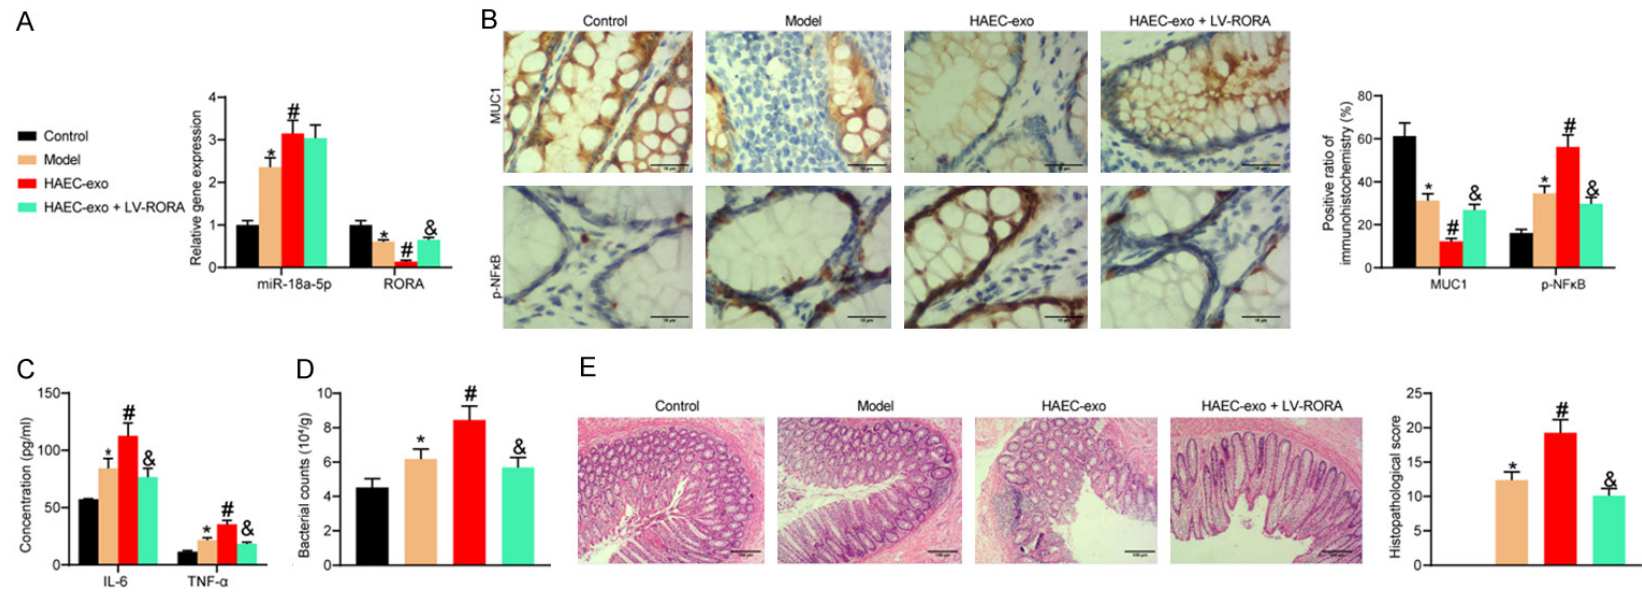 A
Control
Model
HAEC-exo
HAEC-exo + LV-RORA
Relative gene expression
4
3
2
1
0
*
#
*
#
&
miR-18a-5p
RORA
B
Control
Model
HAEC-exo
HAEC-exo + LV-RORA
MUC1
p-NFκB
Positive ratio of
immunohistochemistry (%)
80
60
40
20
0
*
#
&
*
#
&
MUC1
p-NFκB
C
Concentration (pg/ml)
150
100
50
0
*
#
&
*
#
&
IL-6
TNF-α
D
Bacterial counts (10⁴/g)
10
8
6
4
2
0
*
#
&
E
Control
Model
HAEC-exo
HAEC-exo + LV-RORA
Histopathological score
25
20
15
10
5
0
*
#
&